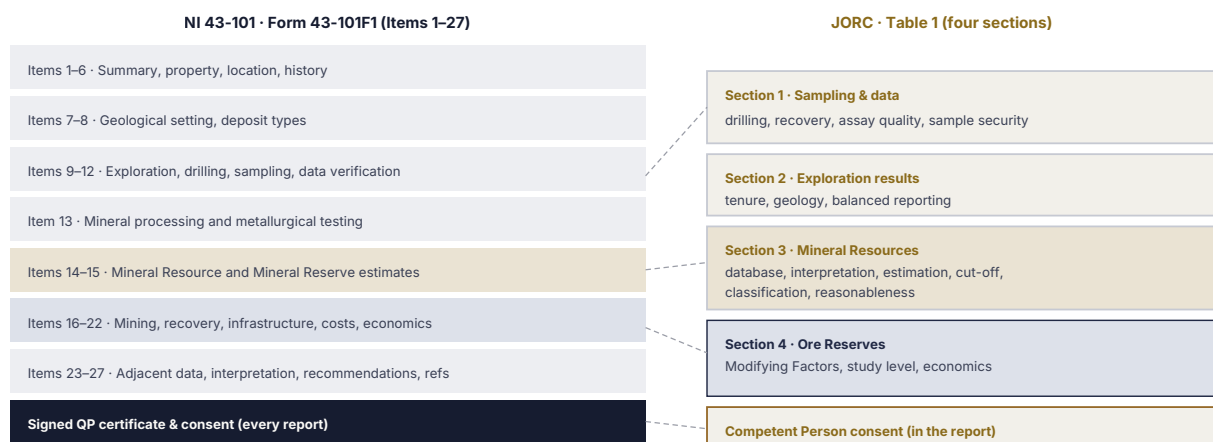 NI 43-101 · Form 43-101F1 (Items 1–27)
Items 1–6 · Summary, property, location, history
Items 7–8 · Geological setting, deposit types
Items 9–12 · Exploration, drilling, sampling, data verification
Item 13 · Mineral processing and metallurgical testing
Items 14–15 · Mineral Resource and Mineral Reserve estimates
Items 16–22 · Mining, recovery, infrastructure, costs, economics
Items 23–27 · Adjacent data, interpretation, recommendations, refs
Signed QP certificate & consent (every report)
JORC · Table 1 (four sections)
Section 1 · Sampling & data
drilling, recovery, assay quality, sample security
Section 2 · Exploration results
tenure, geology, balanced reporting
Section 3 · Mineral Resources
database, interpretation, estimation, cut-off,
classification, reasonableness
Section 4 · Ore Reserves
Modifying Factors, study level, economics
Competent Person consent (in the report)